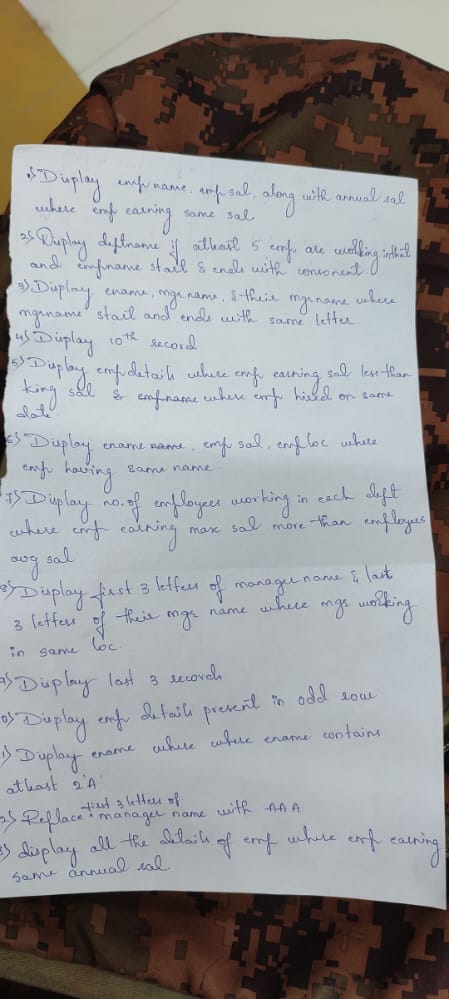 1) Display emp name, emp sal, along with annual sal
where emp earning same sal
2) Display deptname if atleast 5 emp are working in that
and empname start & ends with consonent
3) Display ename, mgr name, & their mgr name where
mgrname start and ends with same letter
4) Display 10th record
5) Display emp details where emp earning sal less than
king sal & empname where emp hired on same
date.
6) Display ename name, emp sal, emp loc where
emp having same name
7) Display no. of employees working in each dept
where emp earning max sal more than employees
avg sal
8) Display first 3 letters of manager name & last
3 letters of their mgr name where mgr working
in same loc.
9) Display last 3 records
0) Display emp details present in odd row
1) Display ename where where ename contains
atleast 2 'A'
2) Replace first 3 letters of manager name with AAA
3) display all the details of emp where emp earning
same annual sal